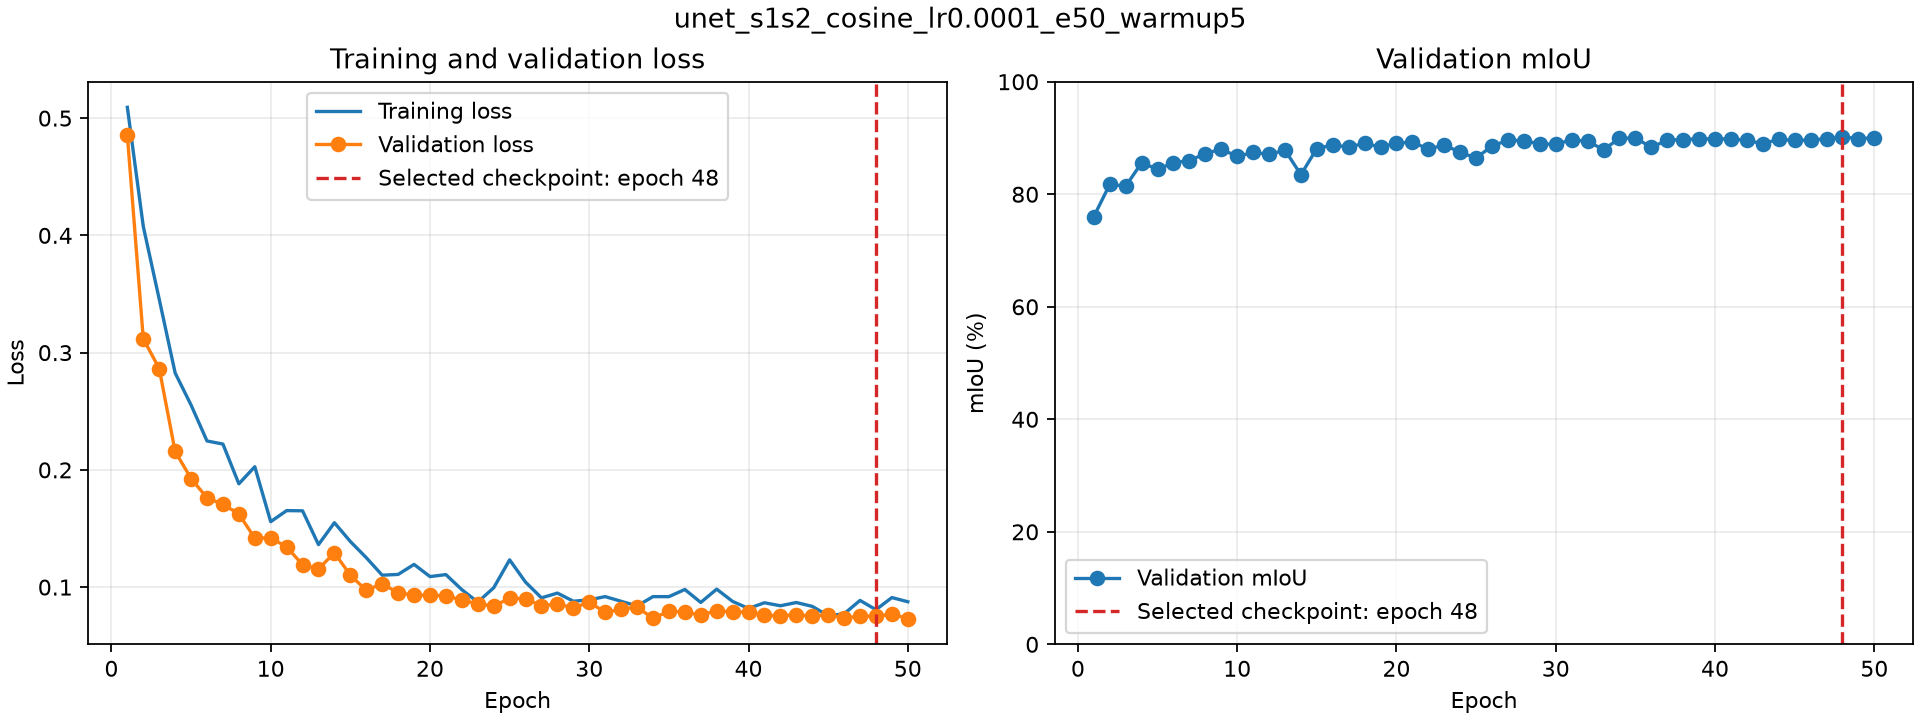 unet_s1s2_cosine_lr0.0001_e50_warmup5
Training and validation loss
Training loss
Validation loss
Selected checkpoint: epoch 48
0.5
0.4
0.3
0.2
0.1
Loss
0 10 20 30 40 50
Epoch
Validation mIoU
100
80
60
40
20
0
mIoU (%)
Validation mIoU
Selected checkpoint: epoch 48
0 10 20 30 40 50
Epoch